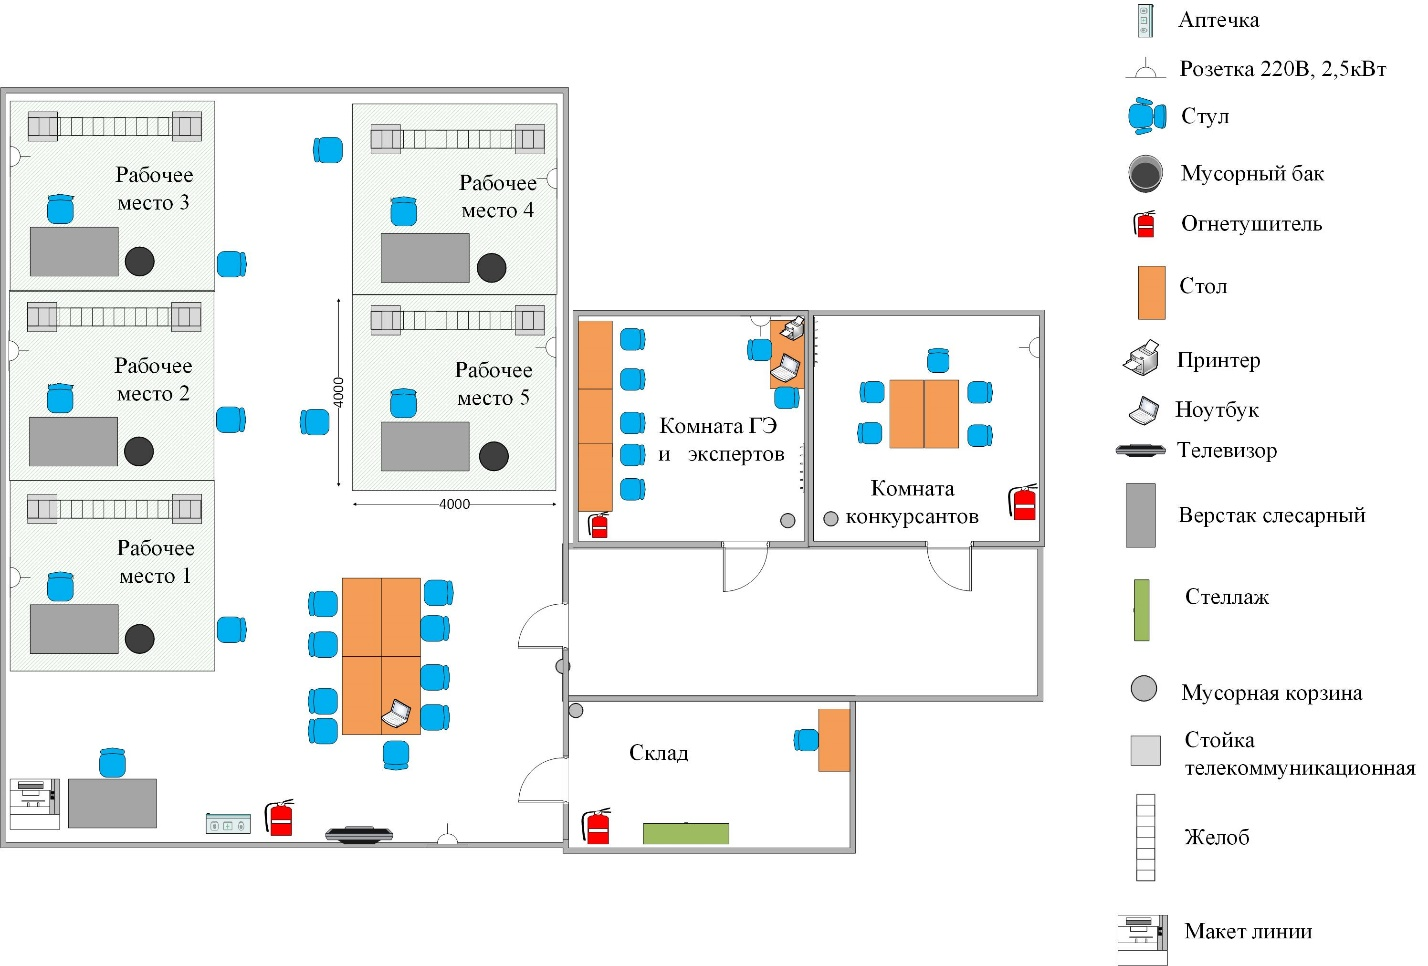 Рабочее
место 3
Рабочее
место 4
Рабочее
место 2
Рабочее
место 5
4000
4000
Рабочее
место 1
Комната ГЭ
и экспертов
Комната
конкурсантов
Склад
Аптечка
Розетка 220В, 2,5кВт
Стул
Мусорный бак
Огнетушитель
Стол
Принтер
Ноутбук
Телевизор
Верстак слесарный
Стеллаж
Мусорная корзина
Стойка
телекоммуникационная
Желоб
Макет линии